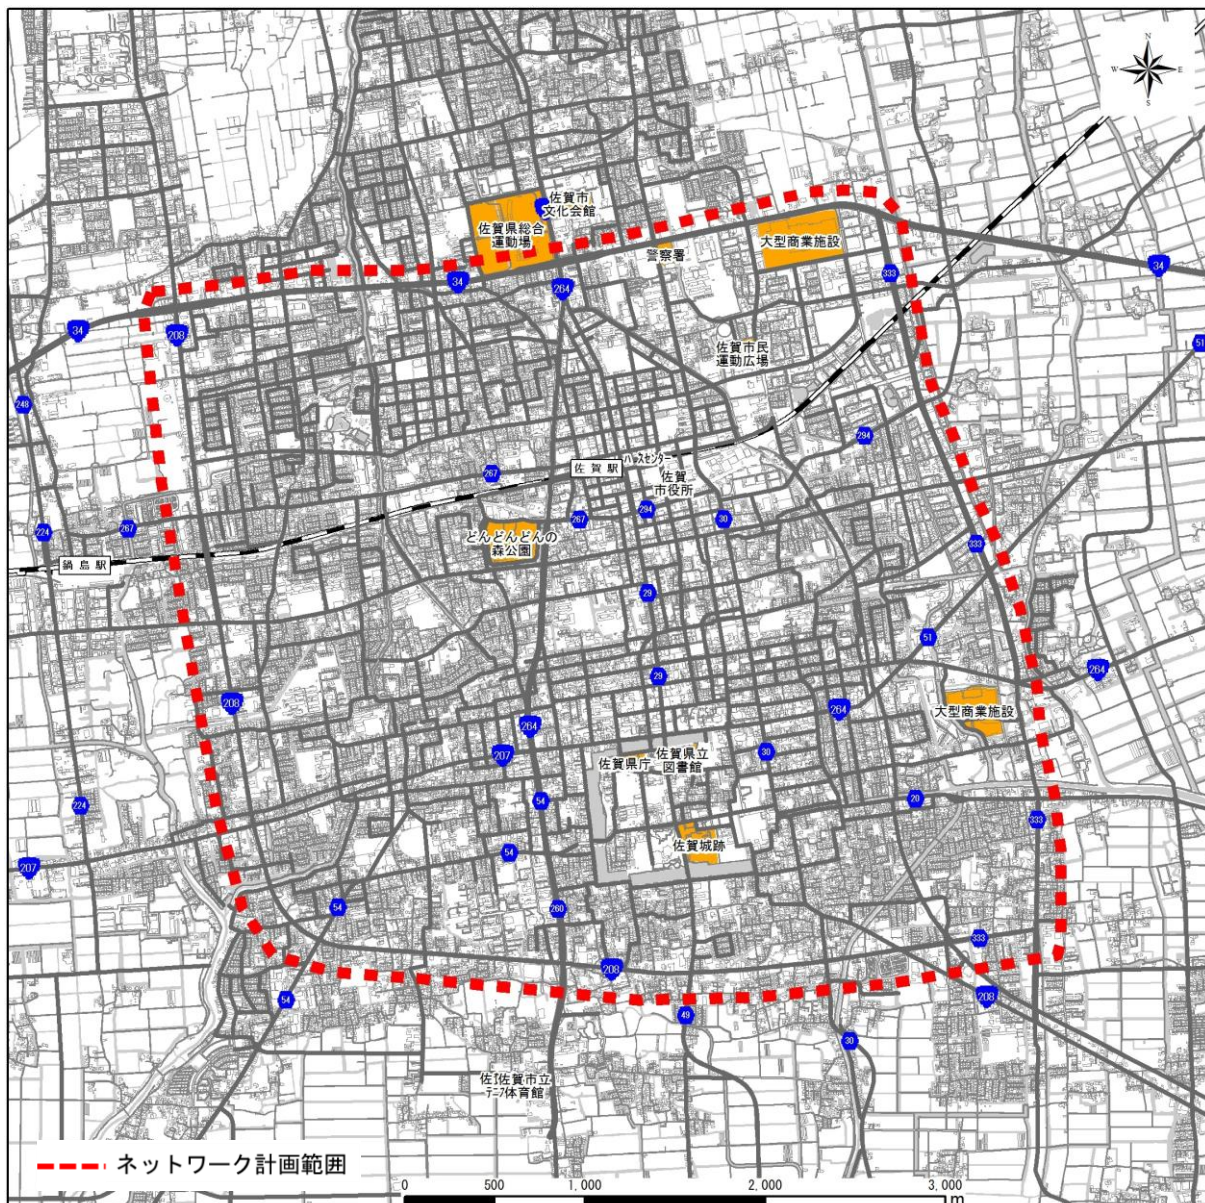 N
W E
S
佐賀市
文化会館
佐賀県総合
運動場
警察署
大型商業施設
34
264
333
34
34
208
佐賀市民
運動広場
51
248
294
バスセンター
佐賀駅
267
佐賀
市役所
294
267
30
224
267
どんどんどんの
森公園
333
鍋島駅
29
51
264
29
208
大型商業施設
264
264
207
佐賀県庁
佐賀県立
図書館
30
224
54
20
333
佐賀城跡
54
207
54
260
333
208
54
208
49
30
佐賀市立
体育館
ネットワーク計画範囲
0 500 1,000 2,000 3,000
m